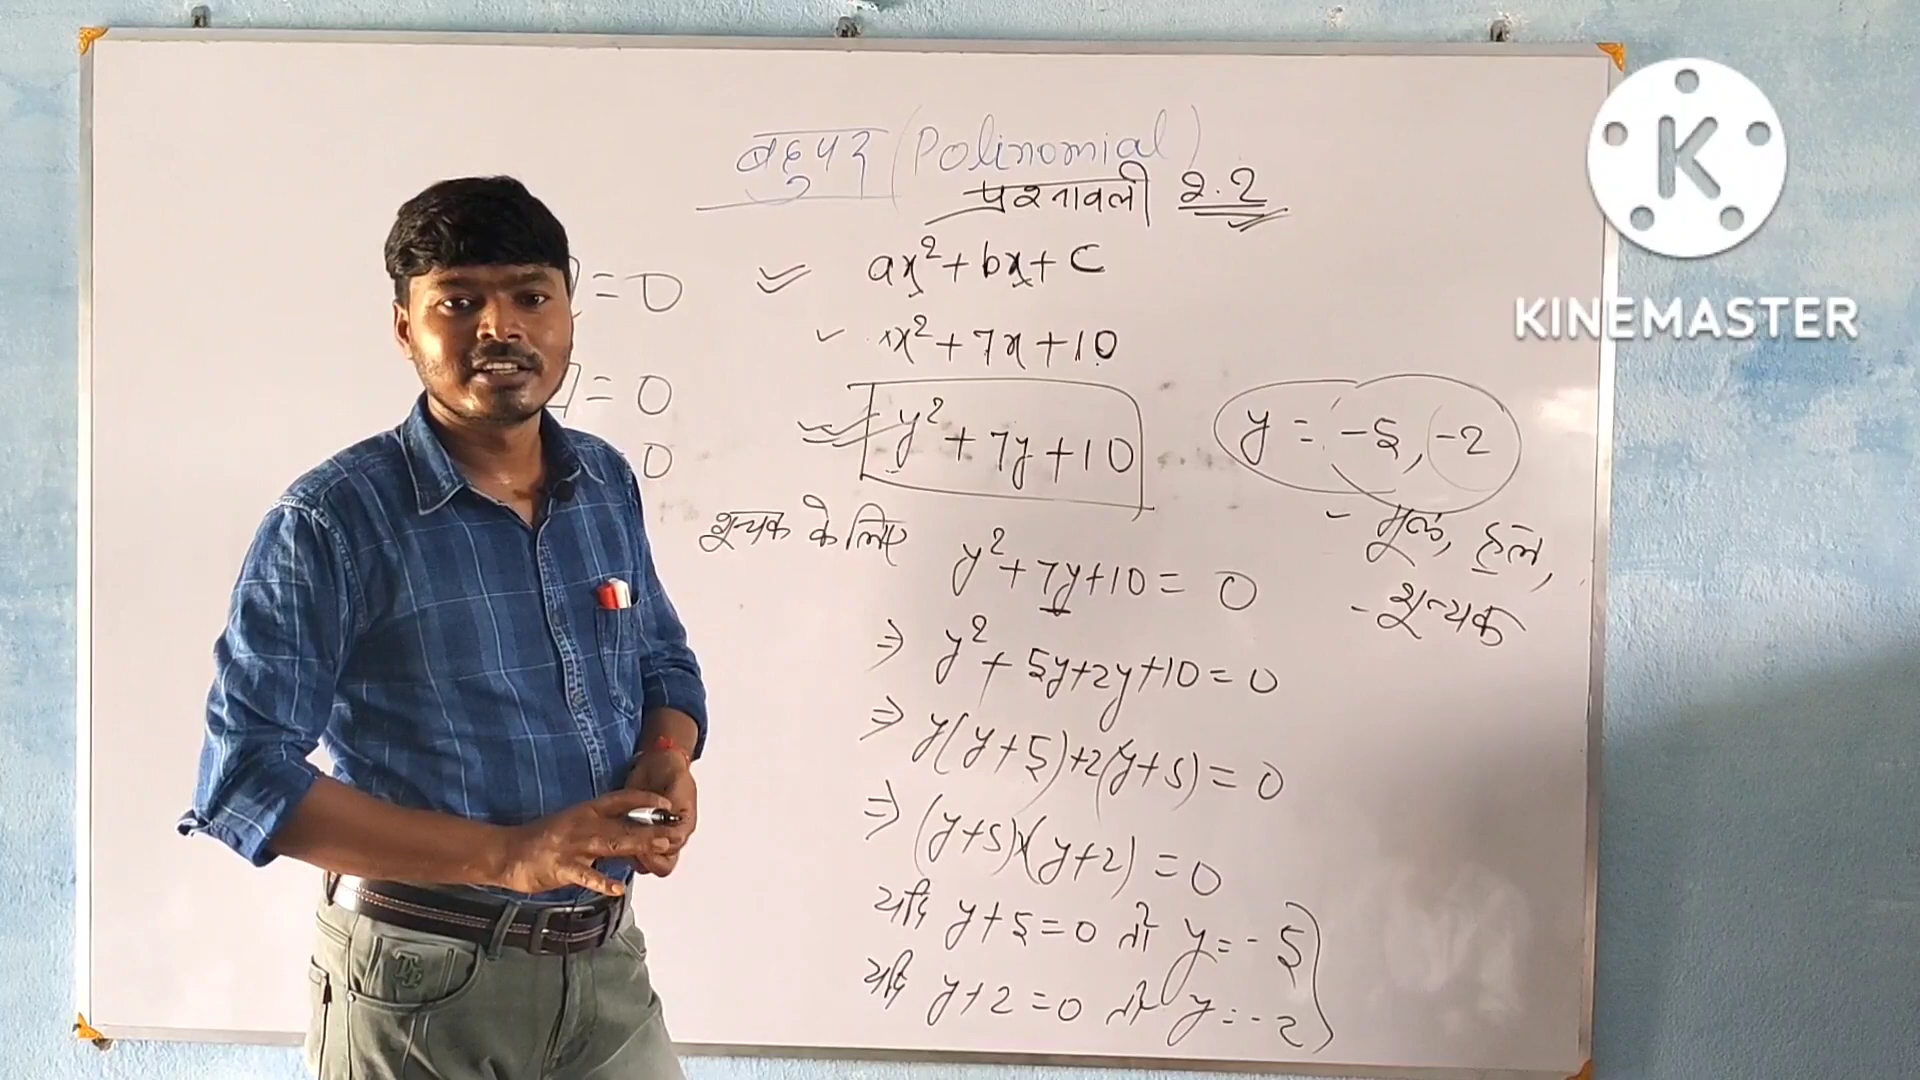 बहुपद (Polinomial)
प्रश्नावली 2.2
=0
ax²+bx+C
x²+7x+10
=0
y²+7y+10
y = -5, -2
0
K
KINEMASTER
शून्यक के लिए
y²+7y+10=0
- मूल, हल,
- शून्यक
⇒ y²+5y+2y+10=0
⇒ y(y+5)+2(y+5)=0
⇒ (y+5)(y+2)=0
यदि y+5=0 तो y=-5
यदि y+2=0 तो y=-2